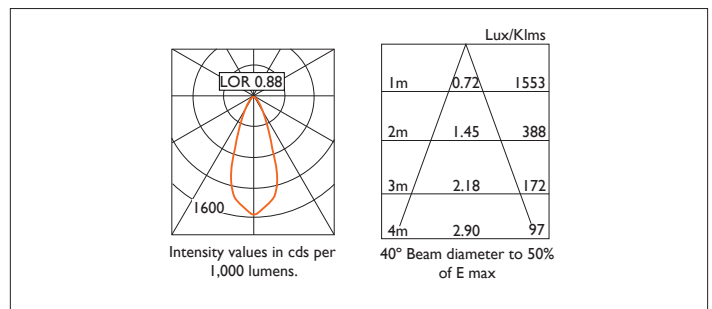 LOR 0.88
1600
Intensity values in cds per
1,000 lumens.
Lux/Klms
1m 0.72 1553
2m 1.45 388
3m 2.18 172
4m 2.90 97
40º Beam diameter to 50%
of E max